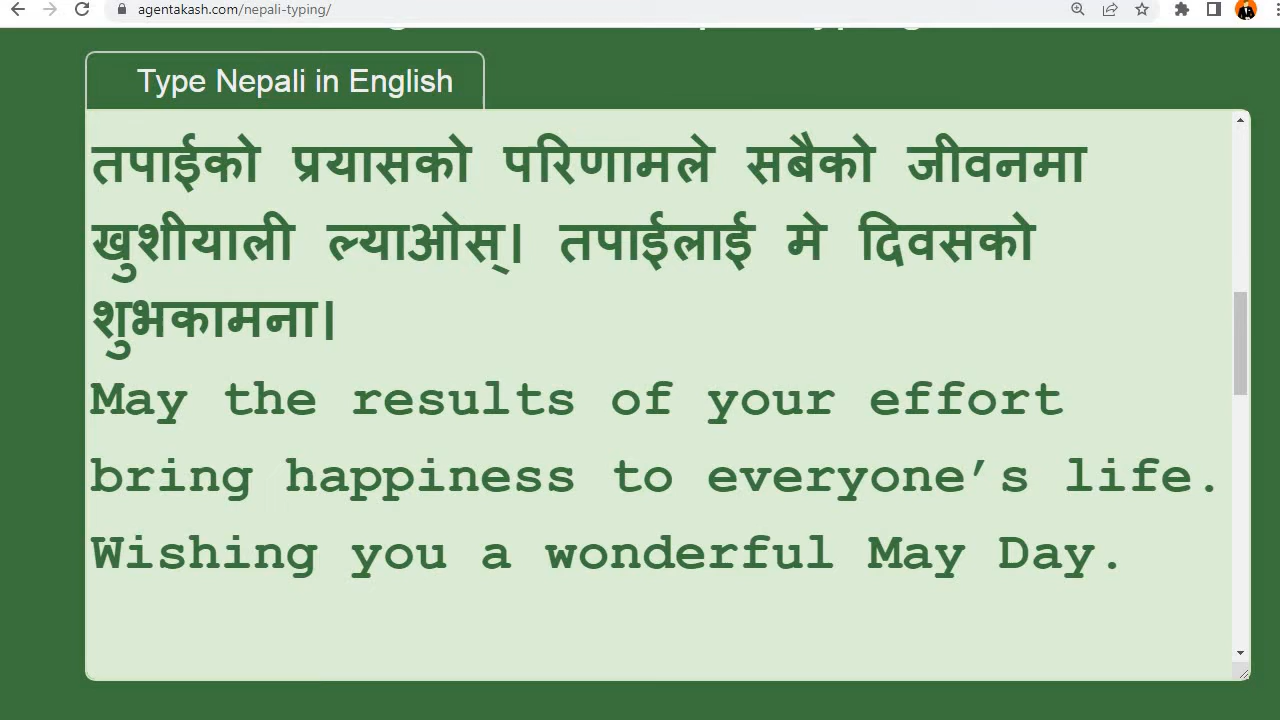 agentakash.com/nepali-typing/
Type Nepali in English
तपाईको प्रयासको परिणामले सबैको जीवनमा
खुशीयाली ल्याओस्। तपाईलाई मे दिवसको
शुभकामना।
May the results of your effort
bring happiness to everyone’s life.
Wishing you a wonderful May Day.